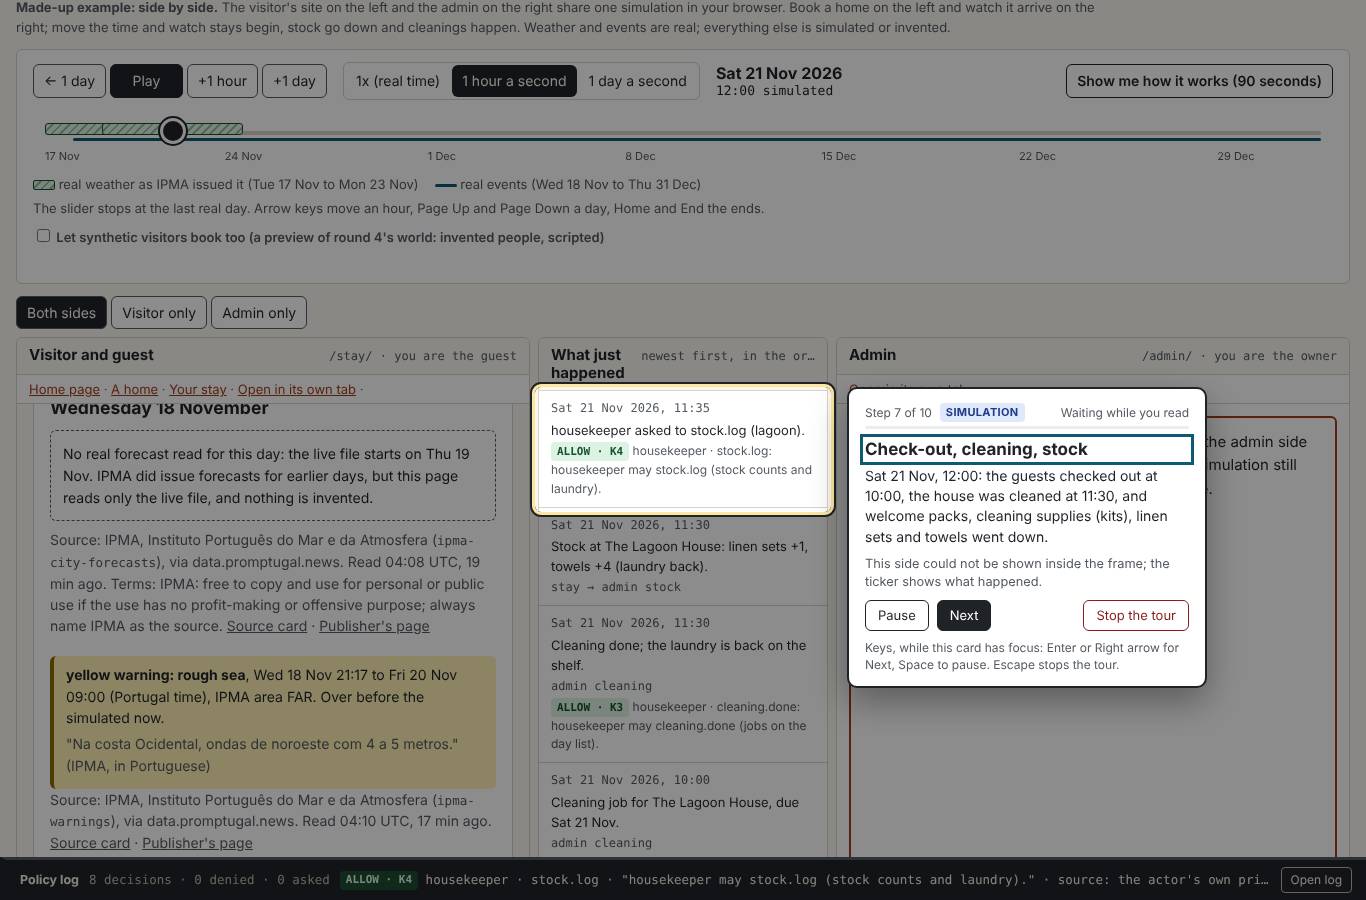 Made-up example: side by side. The visitor's site on the left and the admin on the right share one simulation in your browser. Book a home on the left and watch it arrive on the
right; move the time and watch stays begin, stock go down and cleanings happen. Weather and events are real; everything else is simulated or invented.
← 1 day
Play
+1 hour
+1 day
1x (real time)
1 hour a second
1 day a second
Sat 21 Nov 2026
12:00 simulated
Show me how it works (90 seconds)
17 Nov
24 Nov
1 Dec
8 Dec
15 Dec
22 Dec
29 Dec
real weather as IPMA issued it (Tue 17 Nov to Mon 23 Nov)
real events (Wed 18 Nov to Thu 31 Dec)
The slider stops at the last real day. Arrow keys move an hour, Page Up and Page Down a day, Home and End the ends.
Let synthetic visitors book too (a preview of round 4's world: invented people, scripted)
Both sides
Visitor only
Admin only
Visitor and guest
/stay/ · you are the guest
Home page · A home · Your stay · Open in its own tab ·
Wednesday 18 November
No real forecast read for this day: the live file starts on Thu 19
Nov. IPMA did issue forecasts for earlier days, but this page
reads only the live file, and nothing is invented.
Source: IPMA, Instituto Português do Mar e da Atmosfera (ipma-
city-forecasts), via data.promptugal.news. Read 04:08 UTC, 19
min ago. Terms: IPMA: free to copy and use for personal or public
use if the use has no profit-making or offensive purpose; always
name IPMA as the source. Source card · Publisher's page
yellow warning: rough sea, Wed 18 Nov 21:17 to Fri 20 Nov
09:00 (Portugal time), IPMA area FAR. Over before the
simulated now.
"Na costa Ocidental, ondas de noroeste com 4 a 5 metros."
(IPMA, in Portuguese)
Source: IPMA, Instituto Português do Mar e da Atmosfera (ipma-
warnings), via data.promptugal.news. Read 04:10 UTC, 17 min ago.
Source card · Publisher's page
What just
happened
newest first, in the or…
Sat 21 Nov 2026, 11:35
housekeeper asked to stock.log (lagoon).
ALLOW · K4 housekeeper · stock.log:
housekeeper may stock.log (stock counts and
laundry).
Sat 21 Nov 2026, 11:30
Stock at The Lagoon House: linen sets +1,
towels +4 (laundry back).
stay → admin stock
Sat 21 Nov 2026, 11:30
Cleaning done; the laundry is back on the
shelf.
admin cleaning
ALLOW · K3 housekeeper · cleaning.done:
housekeeper may cleaning.done (jobs on the
day list).
Sat 21 Nov 2026, 10:00
Cleaning job for The Lagoon House, due
Sat 21 Nov.
admin cleaning
Admin
/admin/ · you are the owner
the admin side
mulation still
Step 7 of 10
SIMULATION
Waiting while you read
Check-out, cleaning, stock
Sat 21 Nov, 12:00: the guests checked out at
10:00, the house was cleaned at 11:30, and
welcome packs, cleaning supplies (kits), linen
sets and towels went down.
This side could not be shown inside the frame; the
ticker shows what happened.
Pause
Next
Stop the tour
Keys, while this card has focus: Enter or Right arrow for
Next, Space to pause. Escape stops the tour.
Policy log
8 decisions · 0 denied · 0 asked
ALLOW · K4
housekeeper · stock.log · "housekeeper may stock.log (stock counts and laundry)." · source: the actor's own pri…
Open log